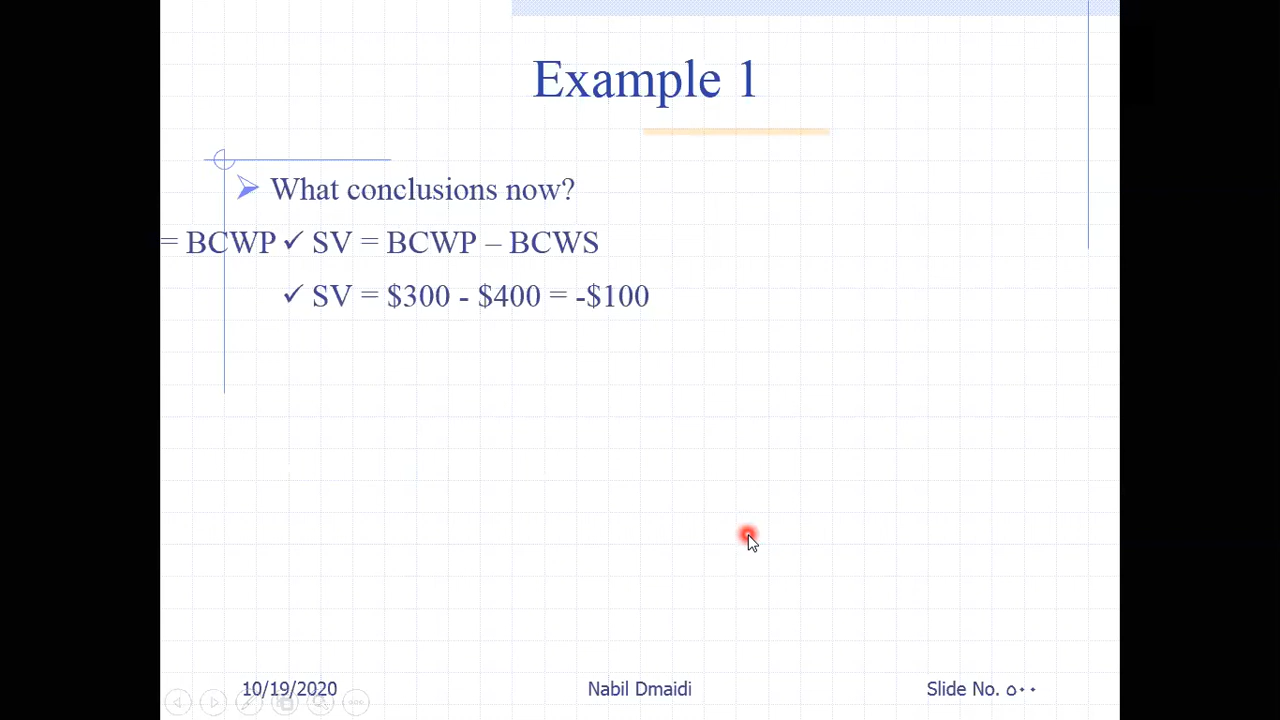 Example 1
What conclusions now?
= BCWP ✓ SV = BCWP – BCWS
✓ SV = $300 - $400 = -$100
10/19/2020 Nabil Dmaidi Slide No. ٥٠٠